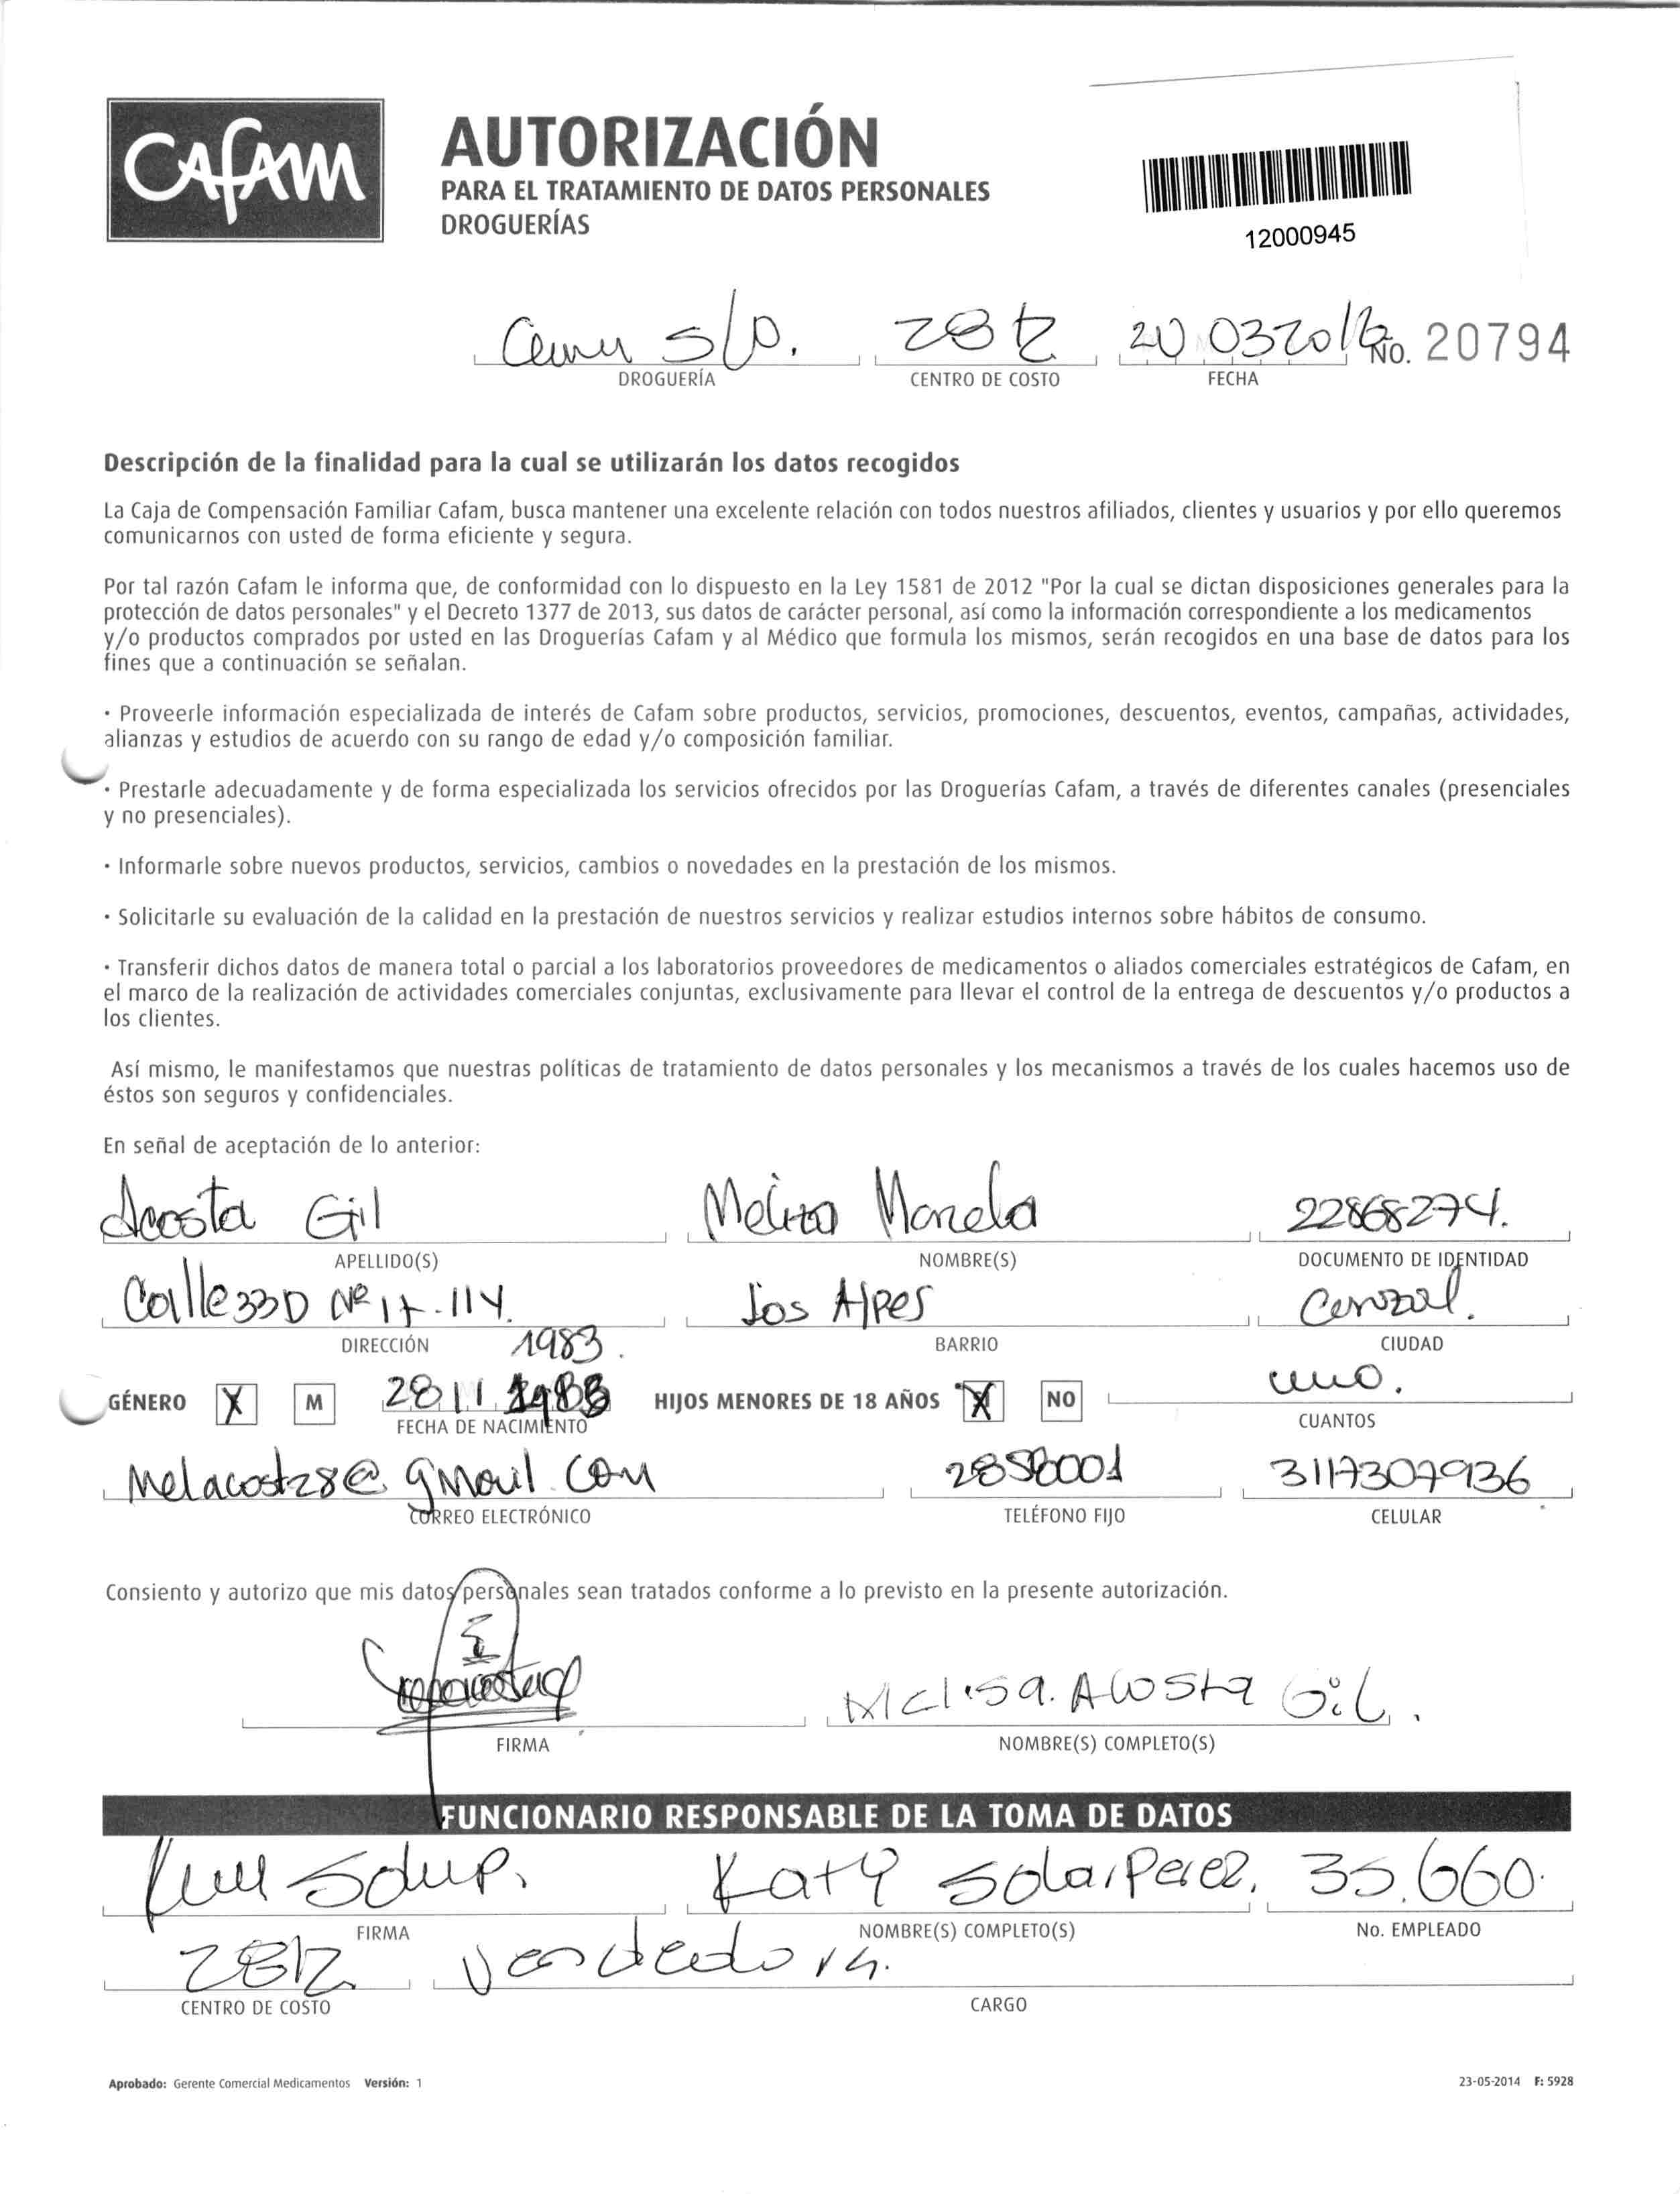 CAFAM
AUTORIZACIÓN
PARA EL TRATAMIENTO DE DATOS PERSONALES
DROGUERÍAS
12000945
S/P.
DROGUERÍA
CENTRO DE COSTO
20 03 2016
FECHA
No. 20794
Descripción de la finalidad para la cual se utilizarán los datos recogidos
La Caja de Compensación Familiar Cafam, busca mantener una excelente relación con todos nuestros afiliados, clientes y usuarios y por ello queremos
comunicarnos con usted de forma eficiente y segura.
Por tal razón Cafam le informa que, de conformidad con lo dispuesto en la Ley 1581 de 2012 "Por la cual se dictan disposiciones generales para la
protección de datos personales" y el Decreto 1377 de 2013, sus datos de carácter personal, así como la información correspondiente a los medicamentos
y/o productos comprados por usted en las Droguerías Cafam y al Médico que formula los mismos, serán recogidos en una base de datos para los
fines que a continuación se señalan.
• Proveerle información especializada de interés de Cafam sobre productos, servicios, promociones, descuentos, eventos, campañas, actividades,
alianzas y estudios de acuerdo con su rango de edad y/o composición familiar.
• Prestarle adecuadamente y de forma especializada los servicios ofrecidos por las Droguerías Cafam, a través de diferentes canales (presenciales
y no presenciales).
• Informarle sobre nuevos productos, servicios, cambios o novedades en la prestación de los mismos.
• Solicitarle su evaluación de la calidad en la prestación de nuestros servicios y realizar estudios internos sobre hábitos de consumo.
• Transferir dichos datos de manera total o parcial a los laboratorios proveedores de medicamentos o aliados comerciales estratégicos de Cafam, en
el marco de la realización de actividades comerciales conjuntas, exclusivamente para llevar el control de la entrega de descuentos y/o productos a
los clientes.
Así mismo, le manifestamos que nuestras políticas de tratamiento de datos personales y los mecanismos a través de los cuales hacemos uso de
éstos son seguros y confidenciales.
En señal de aceptación de lo anterior:
Acosta Gil Melissa Marcela 22868274.
APELLIDO(S) NOMBRE(S) DOCUMENTO DE IDENTIDAD
Calle 33D Nº 17-114. Los Alpes
DIRECCIÓN BARRIO CIUDAD
1983.
GÉNERO X M 28 11 HIJOS MENORES DE 18 AÑOS X NO uno.
FECHA DE NACIMIENTO CUANTOS
Melacost28@gmail.com 28580001 3117307936
CORREO ELECTRÓNICO TELÉFONO FIJO CELULAR
Consiento y autorizo que mis datos personales sean tratados conforme a lo previsto en la presente autorización.
Melisa. Acosta Gil.
FIRMA NOMBRE(S) COMPLETO(S)
FUNCIONARIO RESPONSABLE DE LA TOMA DE DATOS
Katy Solar Perez. 35.660.
FIRMA NOMBRE(S) COMPLETO(S) No. EMPLEADO
Vendedora.
CENTRO DE COSTO CARGO
Aprobado: Gerente Comercial Medicamentos Versión: 1
23-05-2014 F: 5928